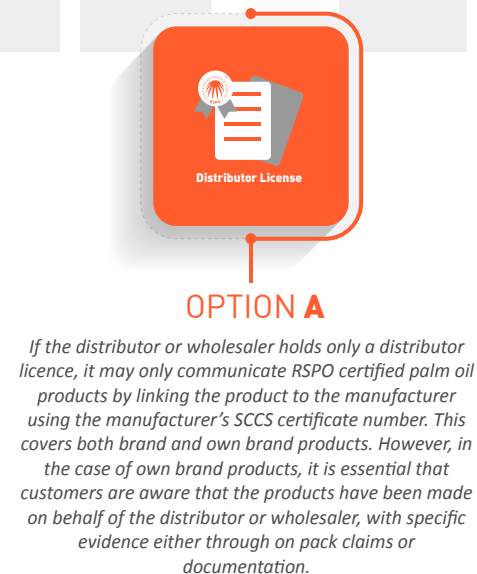 RSPO
Distributor License
OPTION A
If the distributor or wholesaler holds only a distributor
licence, it may only communicate RSPO certified palm oil
products by linking the product to the manufacturer
using the manufacturer's SCCS certificate number. This
covers both brand and own brand products. However, in
the case of own brand products, it is essential that
customers are aware that the products have been made
on behalf of the distributor or wholesaler, with specific
evidence either through on pack claims or
documentation.